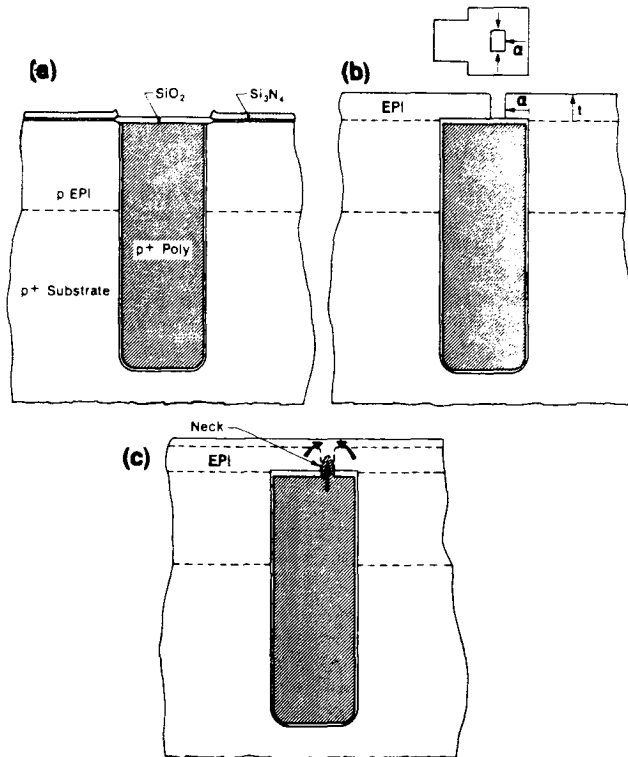 (a)
SiO₂
Si₃N₄
p EPI
p+ Poly
p+ Substrate
(b)
α
EPI
α
t
(c)
Neck
EPI